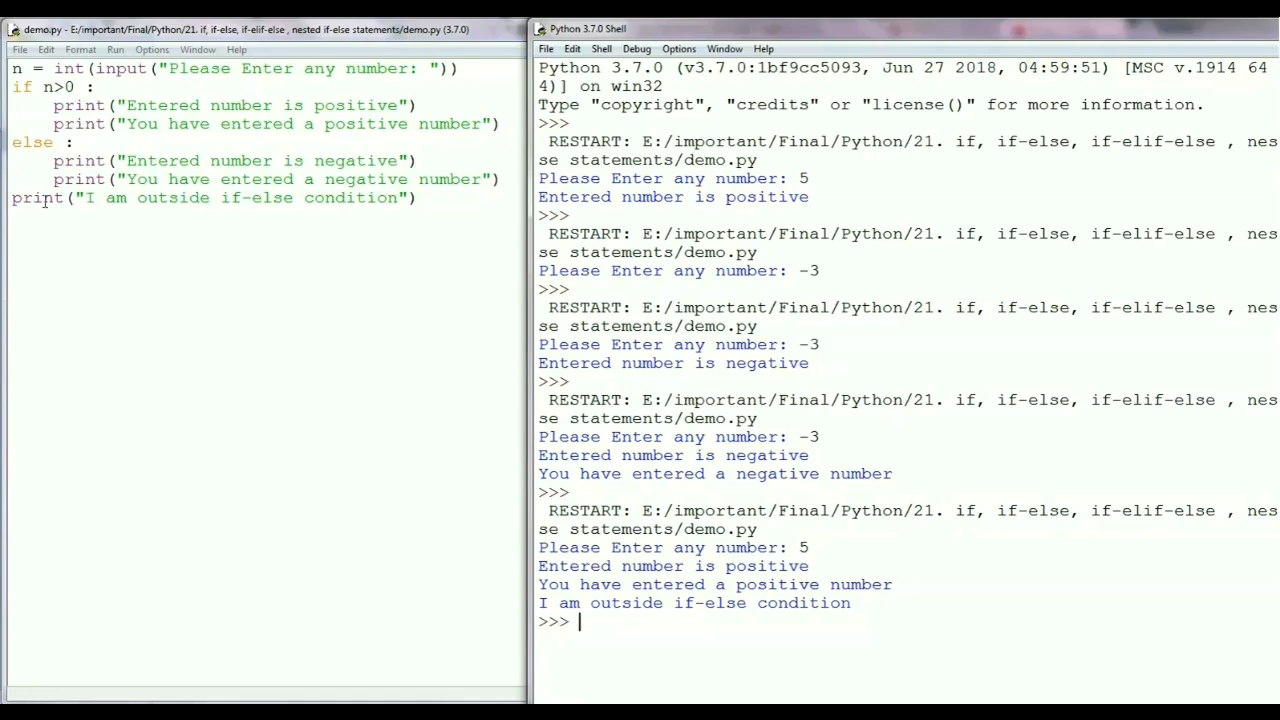 demo.py - E:/important/Final/Python/21. if, if-else, if-elif-else , nested if-else statements/demo.py (3.7.0)
File Edit Format Run Options Window Help
n = int(input("Please Enter any number: "))
if n>0 :
    print("Entered number is positive")
    print("You have entered a positive number")
else :
    print("Entered number is negative")
    print("You have entered a negative number")
print("I am outside if-else condition")
Python 3.7.0 Shell
File Edit Shell Debug Options Window Help
Python 3.7.0 (v3.7.0:1bf9cc5093, Jun 27 2018, 04:59:51) [MSC v.1914 64
4)] on win32
Type "copyright", "credits" or "license()" for more information.
>>>
 RESTART: E:/important/Final/Python/21. if, if-else, if-elif-else , nes
se statements/demo.py
Please Enter any number: 5
Entered number is positive
>>>
 RESTART: E:/important/Final/Python/21. if, if-else, if-elif-else , nes
se statements/demo.py
Please Enter any number: -3
>>>
 RESTART: E:/important/Final/Python/21. if, if-else, if-elif-else , nes
se statements/demo.py
Please Enter any number: -3
Entered number is negative
>>>
 RESTART: E:/important/Final/Python/21. if, if-else, if-elif-else , nes
se statements/demo.py
Please Enter any number: -3
Entered number is negative
You have entered a negative number
>>>
 RESTART: E:/important/Final/Python/21. if, if-else, if-elif-else , nes
se statements/demo.py
Please Enter any number: 5
Entered number is positive
You have entered a positive number
I am outside if-else condition
>>>